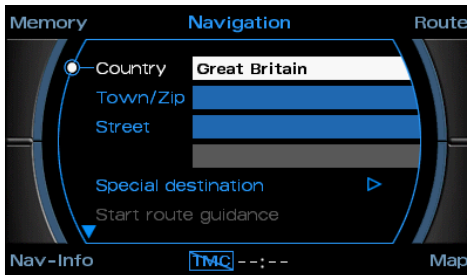 Memory Navigation Route
Country Great Britain
Town/Zip
Street
Special destination
Start route guidance
Nav-Info TMC --:-- Map